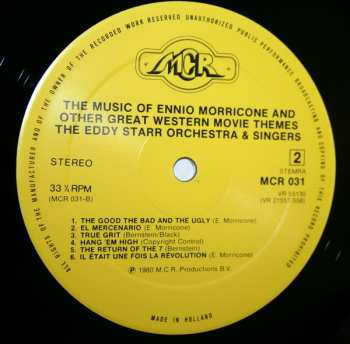 ALL RIGHTS OF THE MANUFACTURER AND OF THE OWNER OF THE RECORDED WORK RESERVED UNAUTHORIZED PUBLIC PERFORMANCE BROADCASTING AND COPYING OF THIS RECORD PROHIBITED
MCR
THE MUSIC OF ENNIO MORRICONE AND
OTHER GREAT WESTERN MOVIE THEMES
THE EDDY STARR ORCHESTRA & SINGERS
STEREO
2
STEMRA
33 ⅓ RPM
MCR 031
(MCR 031-B)
1. THE GOOD THE BAD AND THE UGLY (E. Morricone)
2. EL MERCENARIO (E. Morricone)
3. TRUE GRIT (Bernstein/Black)
4. HANG 'EM HIGH (Copyright Control)
5. THE RETURN OF THE 7 (Bernstein)
6. IL ÉTAIT UNE FOIS LA RÉVOLUTION (E. Morricone)
℗ 1980 M.C.R. Productions B.V.
MADE IN HOLLAND